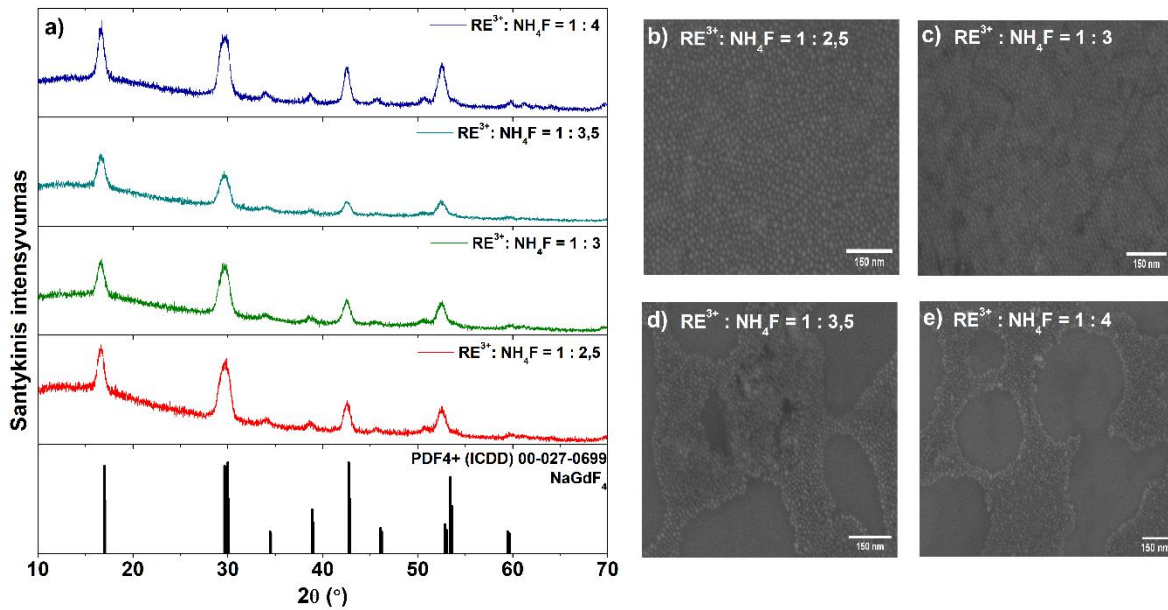 a)
RE³⁺: NH₄F = 1 : 4
RE³⁺: NH₄F = 1 : 3,5
RE³⁺: NH₄F = 1 : 3
RE³⁺: NH₄F = 1 : 2,5
PDF4+ (ICDD) 00-027-0699
NaGdF₄
Santykinis intensyvumas
10 20 30 40 50 60 70
2θ (°)
b) RE³⁺: NH₄F = 1 : 2,5
150 nm
c) RE³⁺ : NH₄F = 1 : 3
150 nm
d) RE³⁺ : NH₄F = 1 : 3,5
150 nm
e) RE³⁺ : NH₄F = 1 : 4
150 nm